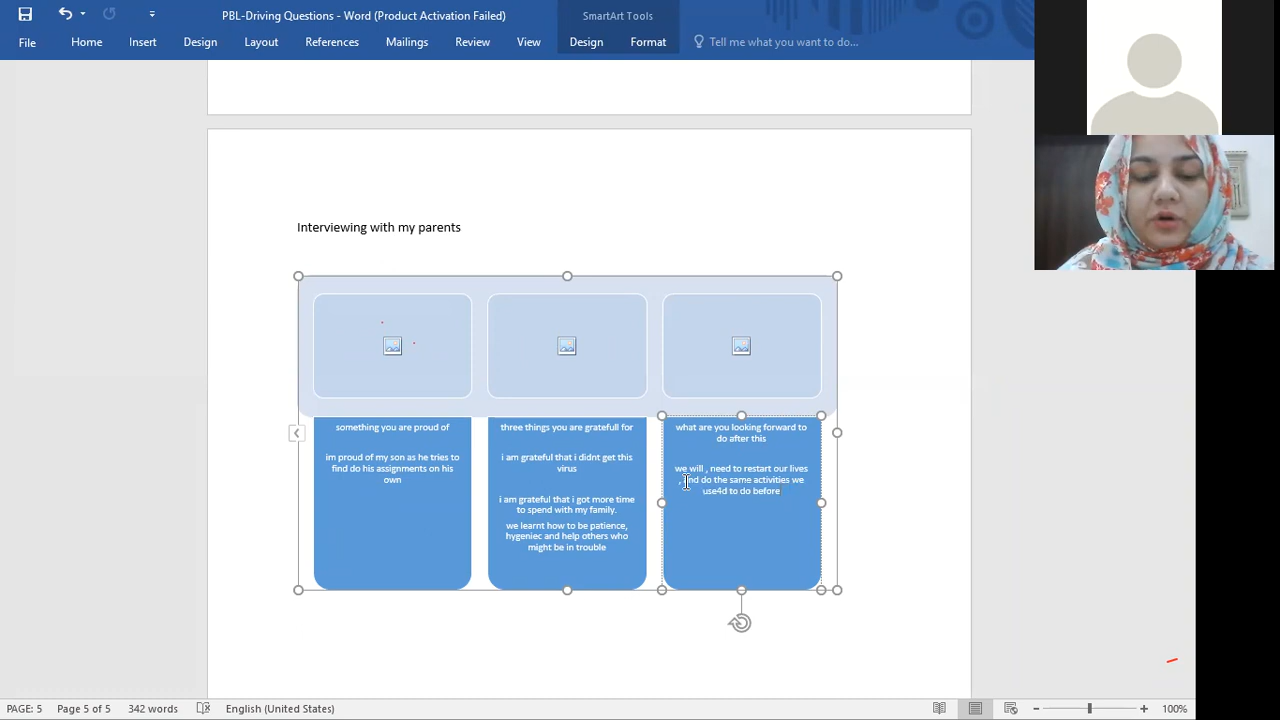 PBL-Driving Questions - Word (Product Activation Failed)
SmartArt Tools
File Home Insert Design Layout References Mailings Review View Design Format Tell me what you want to do...
Interviewing with my parents
something you are proud of
im proud of my son as he tries to
find do his assignments on his
own
three things you are gratefull for
i am grateful that i didnt get this
virus
i am grateful that i got more time
to spend with my family.
we learnt how to be patience,
hygeniec and help others who
might be in trouble
what are you looking forward to
do after this
we will , need to restart our lives
, and do the same activities we
use4d to do before
PAGE: 5 Page 5 of 5 342 words English (United States) 100%